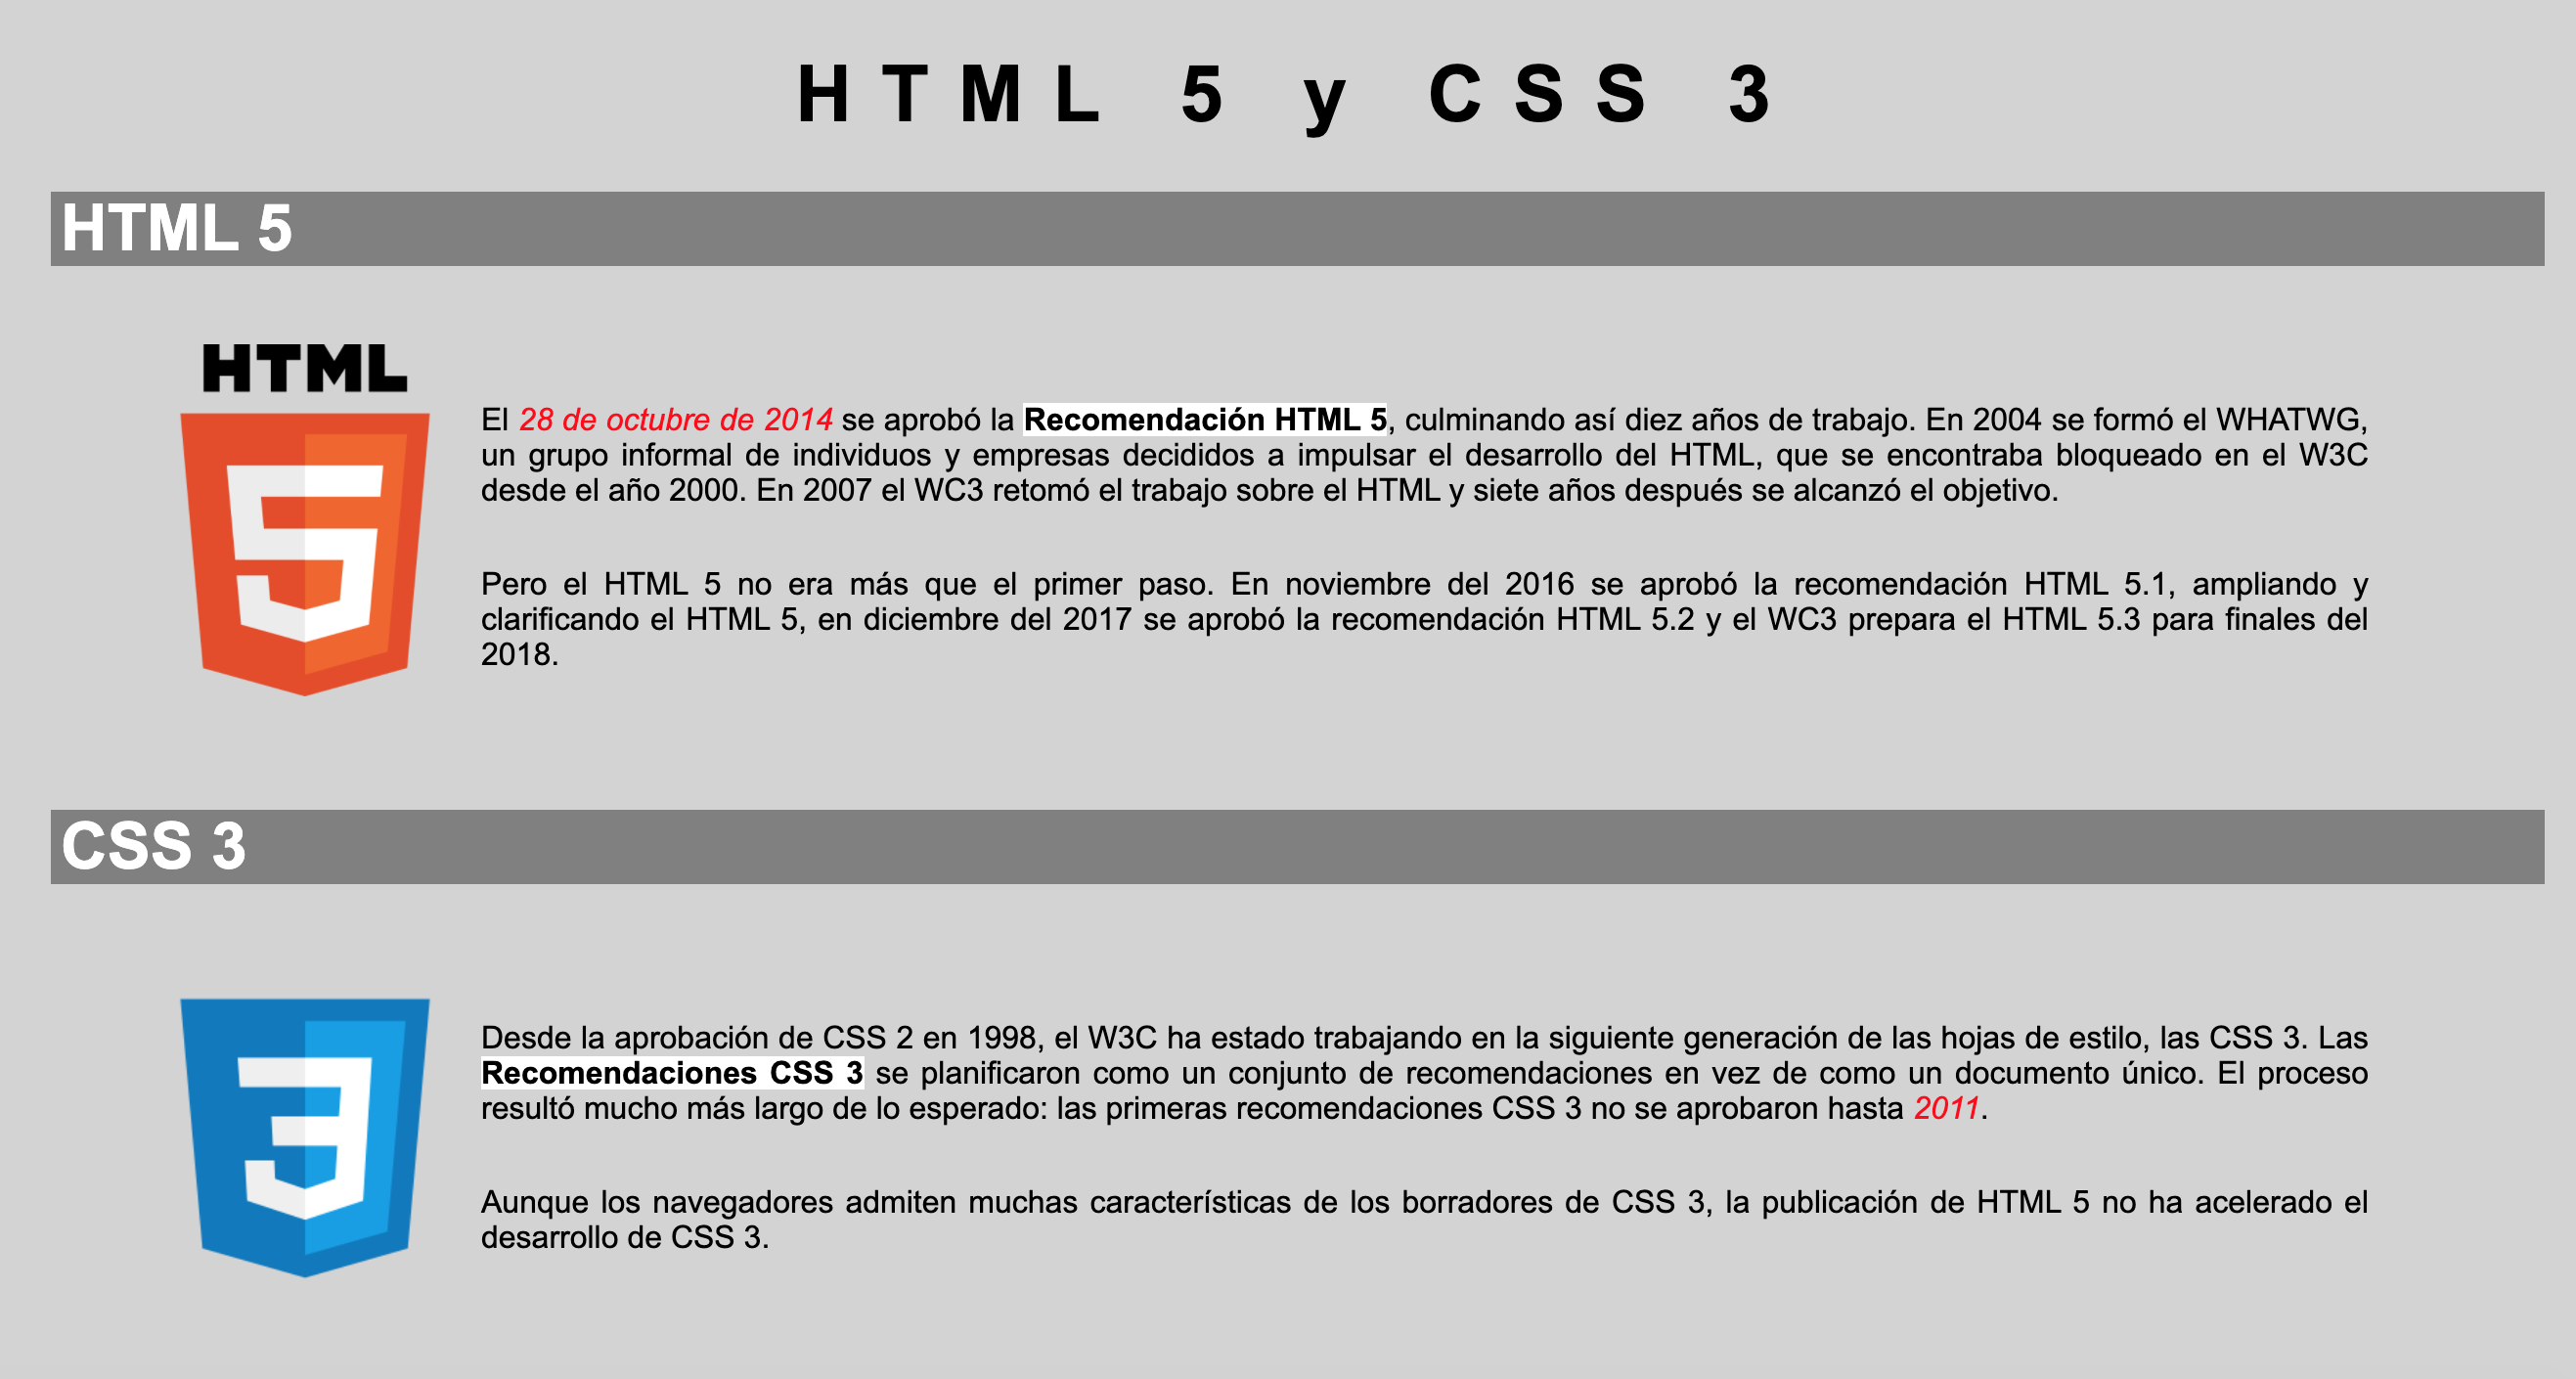 HTML 5 y CSS 3
HTML 5
HTML
5
El 28 de octubre de 2014 se aprobó la Recomendación HTML 5, culminando así diez años de trabajo. En 2004 se formó el WHATWG,
un grupo informal de individuos y empresas decididos a impulsar el desarrollo del HTML, que se encontraba bloqueado en el W3C
desde el año 2000. En 2007 el WC3 retomó el trabajo sobre el HTML y siete años después se alcanzó el objetivo.
Pero el HTML 5 no era más que el primer paso. En noviembre del 2016 se aprobó la recomendación HTML 5.1, ampliando y
clarificando el HTML 5, en diciembre del 2017 se aprobó la recomendación HTML 5.2 y el WC3 prepara el HTML 5.3 para finales del
2018.
CSS 3
3
Desde la aprobación de CSS 2 en 1998, el W3C ha estado trabajando en la siguiente generación de las hojas de estilo, las CSS 3. Las
Recomendaciones CSS 3 se planificaron como un conjunto de recomendaciones en vez de como un documento único. El proceso
resultó mucho más largo de lo esperado: las primeras recomendaciones CSS 3 no se aprobaron hasta 2011.
Aunque los navegadores admiten muchas características de los borradores de CSS 3, la publicación de HTML 5 no ha acelerado el
desarrollo de CSS 3.